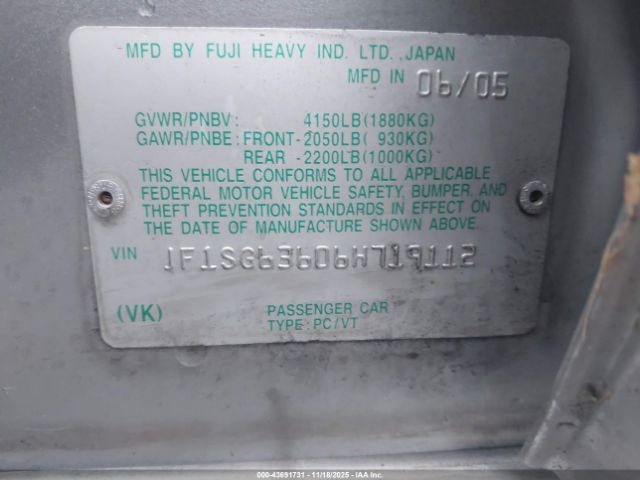 MFD BY FUJI HEAVY IND. LTD. JAPAN
MFD IN 06/05
GVWR/PNBV: 4150LB(1880KG)
GAWR/PNBE: FRONT-2050LB( 930KG)
REAR -2200LB(1000KG)
THIS VEHICLE CONFORMS TO ALL APPLICABLE
FEDERAL MOTOR VEHICLE SAFETY, BUMPER, AND
THEFT PREVENTION STANDARDS IN EFFECT ON
THE DATE OF MANUFACTURE SHOWN ABOVE.
VIN JF1SG63606H719112
(VK) PASSENGER CAR
TYPE:PC/VT
000-43691731 - 11/18/2025 - IAA Inc.